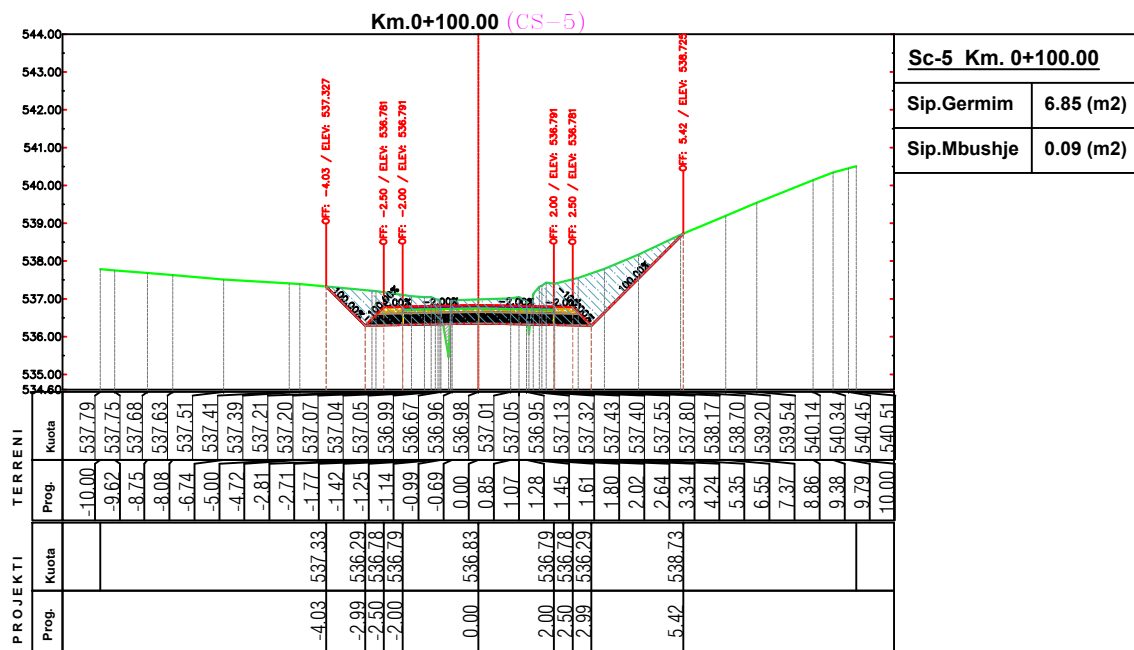 Km.0+100.00 (CS-5)
544.00
543.00
542.00
541.00
540.00
539.00
538.00
537.00
536.00
535.00
534.60
OFF: -4.03 / ELEV: 537.327
OFF: -2.50 / ELEV: 536.781
OFF: -2.00 / ELEV: 536.791
OFF: 2.00 / ELEV: 536.791
OFF: 2.50 / ELEV: 536.781
OFF: 5.42 / ELEV: 538.725
-2.00%
-2.00%
100.00%
Sc-5 Km. 0+100.00
Sip.Germim 6.85 (m2)
Sip.Mbushje 0.09 (m2)
TERRENI
Kuota 537.79 537.75 537.68 537.63 537.51 537.41 537.39 537.21 537.20 537.07 537.04 537.05 536.99 536.67 536.96 536.98 537.01 537.05 536.95 537.13 537.32 537.43 537.40 537.55 537.80 538.17 538.70 539.20 539.54 540.14 540.34 540.45 540.51
Prog. -10.00 -9.62 -8.75 -8.08 -6.74 -5.00 -4.72 -2.81 -2.71 -1.77 -1.42 -1.25 -1.14 -0.99 -0.69 0.00 0.85 1.07 1.28 1.45 1.61 1.80 2.02 2.64 3.34 4.24 5.35 6.55 7.37 8.86 9.38 9.79 10.00
PROJEKTI
Kuota 537.33 536.29 536.78 536.79 536.83 536.79 536.78 536.29 538.73
Prog. -4.03 -2.99 -2.50 -2.00 0.00 2.00 2.50 2.99 5.42